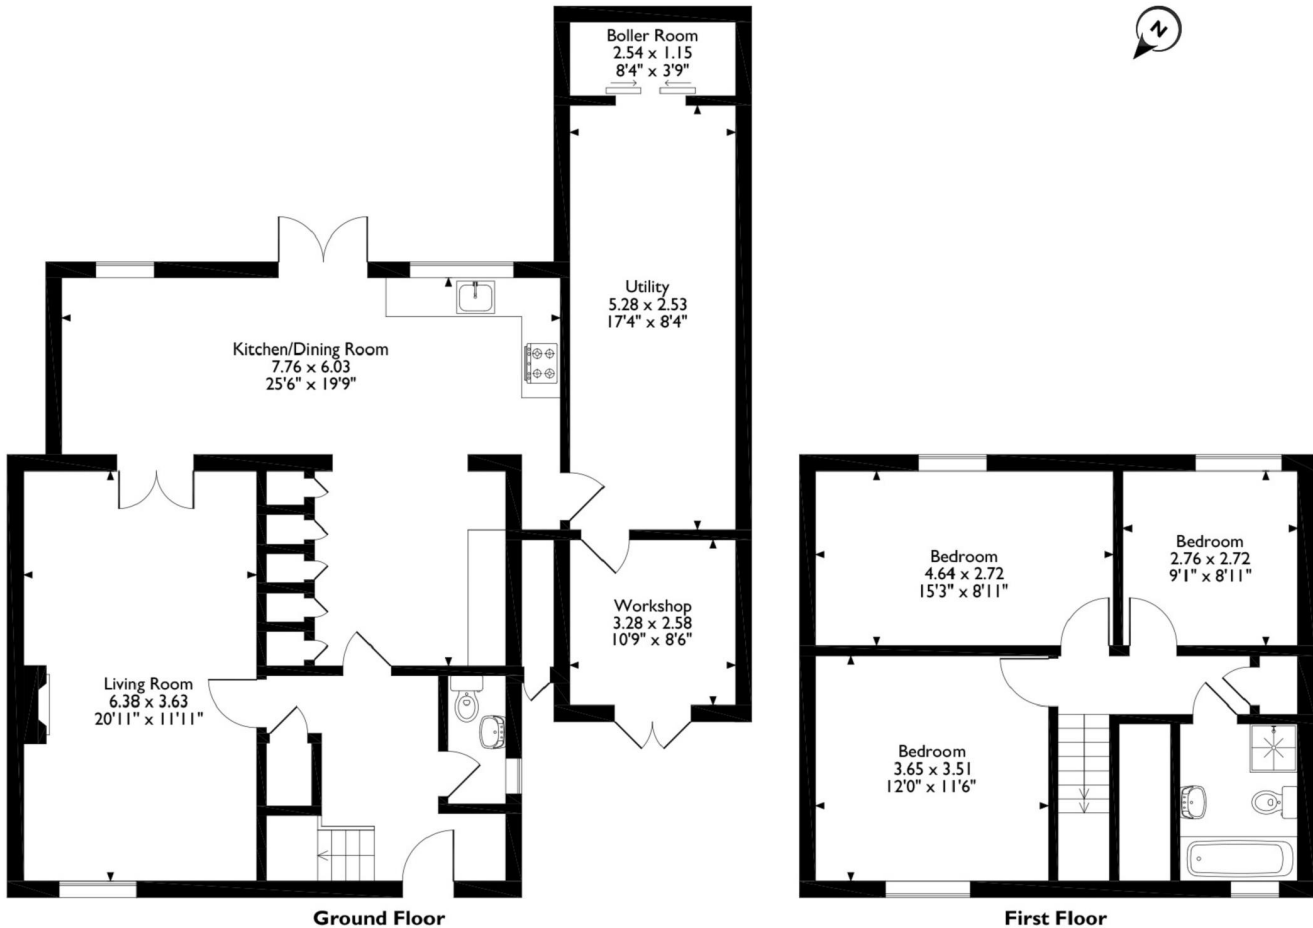 Boller Room
2.54 x 1.15
8'4" x 3'9"
N
Utility
5.28 x 2.53
17'4" x 8'4"
Kitchen/Dining Room
7.76 x 6.03
25'6" x 19'9"
Workshop
3.28 x 2.58
10'9" x 8'6"
Living Room
6.38 x 3.63
20'11" x 11'11"
Bedroom
4.64 x 2.72
15'3" x 8'11"
Bedroom
2.76 x 2.72
9'1" x 8'11"
Bedroom
3.65 x 3.51
12'0" x 11'6"
Ground Floor
First Floor